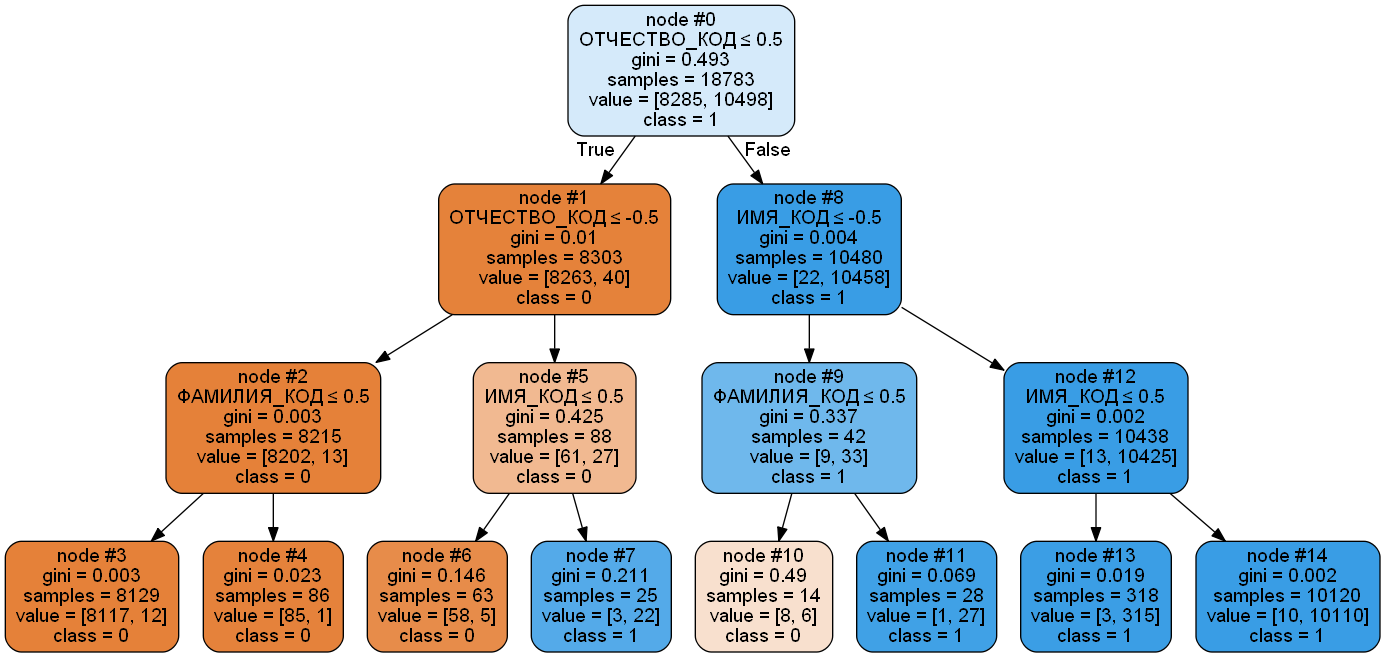 node #0
ОТЧЕСТВО_КОД ≤ 0.5
gini = 0.493
samples = 18783
value = [8285, 10498]
class = 1
True
False
node #1
ОТЧЕСТВО_КОД ≤ -0.5
gini = 0.01
samples = 8303
value = [8263, 40]
class = 0
node #8
ИМЯ_КОД ≤ -0.5
gini = 0.004
samples = 10480
value = [22, 10458]
class = 1
node #2
ФАМИЛИЯ_КОД ≤ 0.5
gini = 0.003
samples = 8215
value = [8202, 13]
class = 0
node #5
ИМЯ_КОД ≤ 0.5
gini = 0.425
samples = 88
value = [61, 27]
class = 0
node #9
ФАМИЛИЯ_КОД ≤ 0.5
gini = 0.337
samples = 42
value = [9, 33]
class = 1
node #12
ИМЯ_КОД ≤ 0.5
gini = 0.002
samples = 10438
value = [13, 10425]
class = 1
node #3
gini = 0.003
samples = 8129
value = [8117, 12]
class = 0
node #4
gini = 0.023
samples = 86
value = [85, 1]
class = 0
node #6
gini = 0.146
samples = 63
value = [58, 5]
class = 0
node #7
gini = 0.211
samples = 25
value = [3, 22]
class = 1
node #10
gini = 0.49
samples = 14
value = [8, 6]
class = 0
node #11
gini = 0.069
samples = 28
value = [1, 27]
class = 1
node #13
gini = 0.019
samples = 318
value = [3, 315]
class = 1
node #14
gini = 0.002
samples = 10120
value = [10, 10110]
class = 1